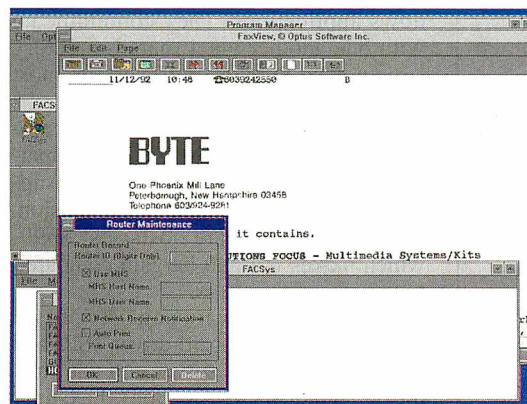 Program Manager
FaxView, © Optus Software Inc.
File Edit Page
11/12/92 10:48 ☎6039242550 B
FACS
FACSys
BYTE
One Phoenix Mill Lane
Peterborough, New Hampshire 03458
Telephone 603/924-9281
it contains.
TIONS FOCUS - Multimedia Systems/Kits
FACSys
File M
Router Maintenance
Router Record
Router ID (Digits Only)
Use MHS
MHS Host Name:
MHS User Name:
Network Receive Notification
Auto Print
Print Queue:
OK Cancel Delete